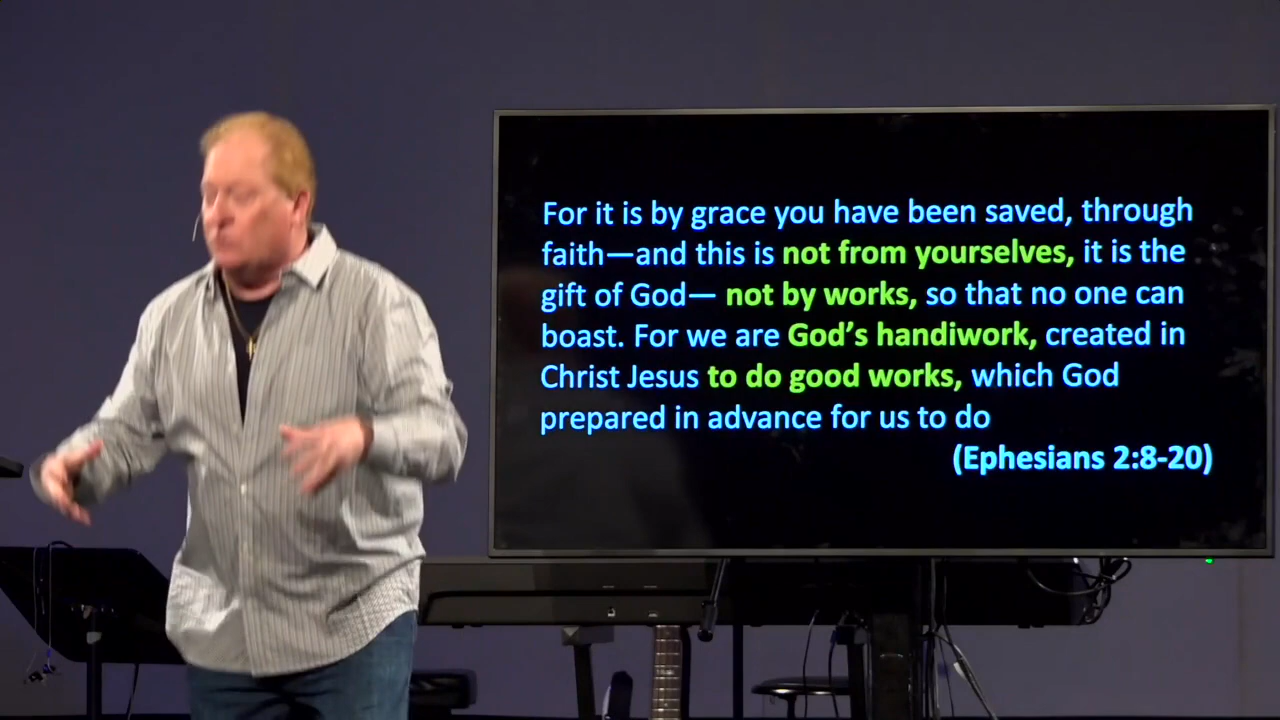 For it is by grace you have been saved, through
faith—and this is not from yourselves, it is the
gift of God— not by works, so that no one can
boast. For we are God's handiwork, created in
Christ Jesus to do good works, which God
prepared in advance for us to do
(Ephesians 2:8-20)